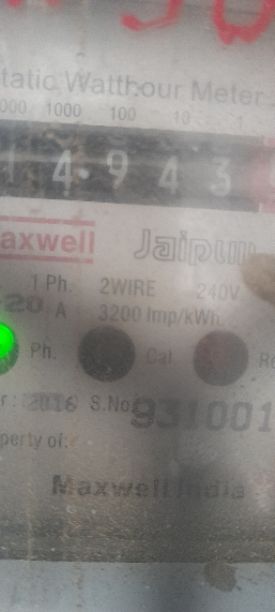 tatic Watthour Meter
000 1000 100 10 1
1 4 9 4 3
axwell Jaipur
1 Ph. 2WIRE 240V
-20 A 3200 Imp/kWh.
Ph. Cal Re
r: 2016 S.No. 931001
perty of:
Maxwell India